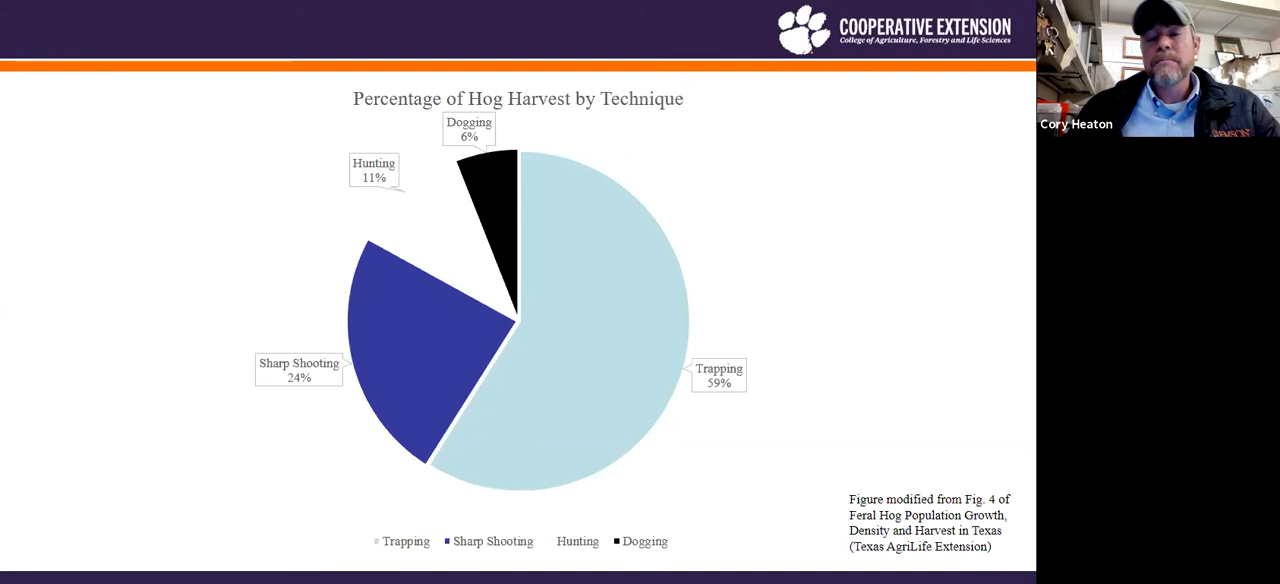 COOPERATIVE EXTENSION
College of Agriculture, Forestry and Life Sciences
Cory Heaton
CLEMSON
Percentage of Hog Harvest by Technique
Dogging
6%
Hunting
11%
Sharp Shooting
24%
Trapping
59%
Figure modified from Fig. 4 of
Feral Hog Population Growth,
Density and Harvest in Texas
(Texas AgriLife Extension)
Trapping Sharp Shooting Hunting Dogging